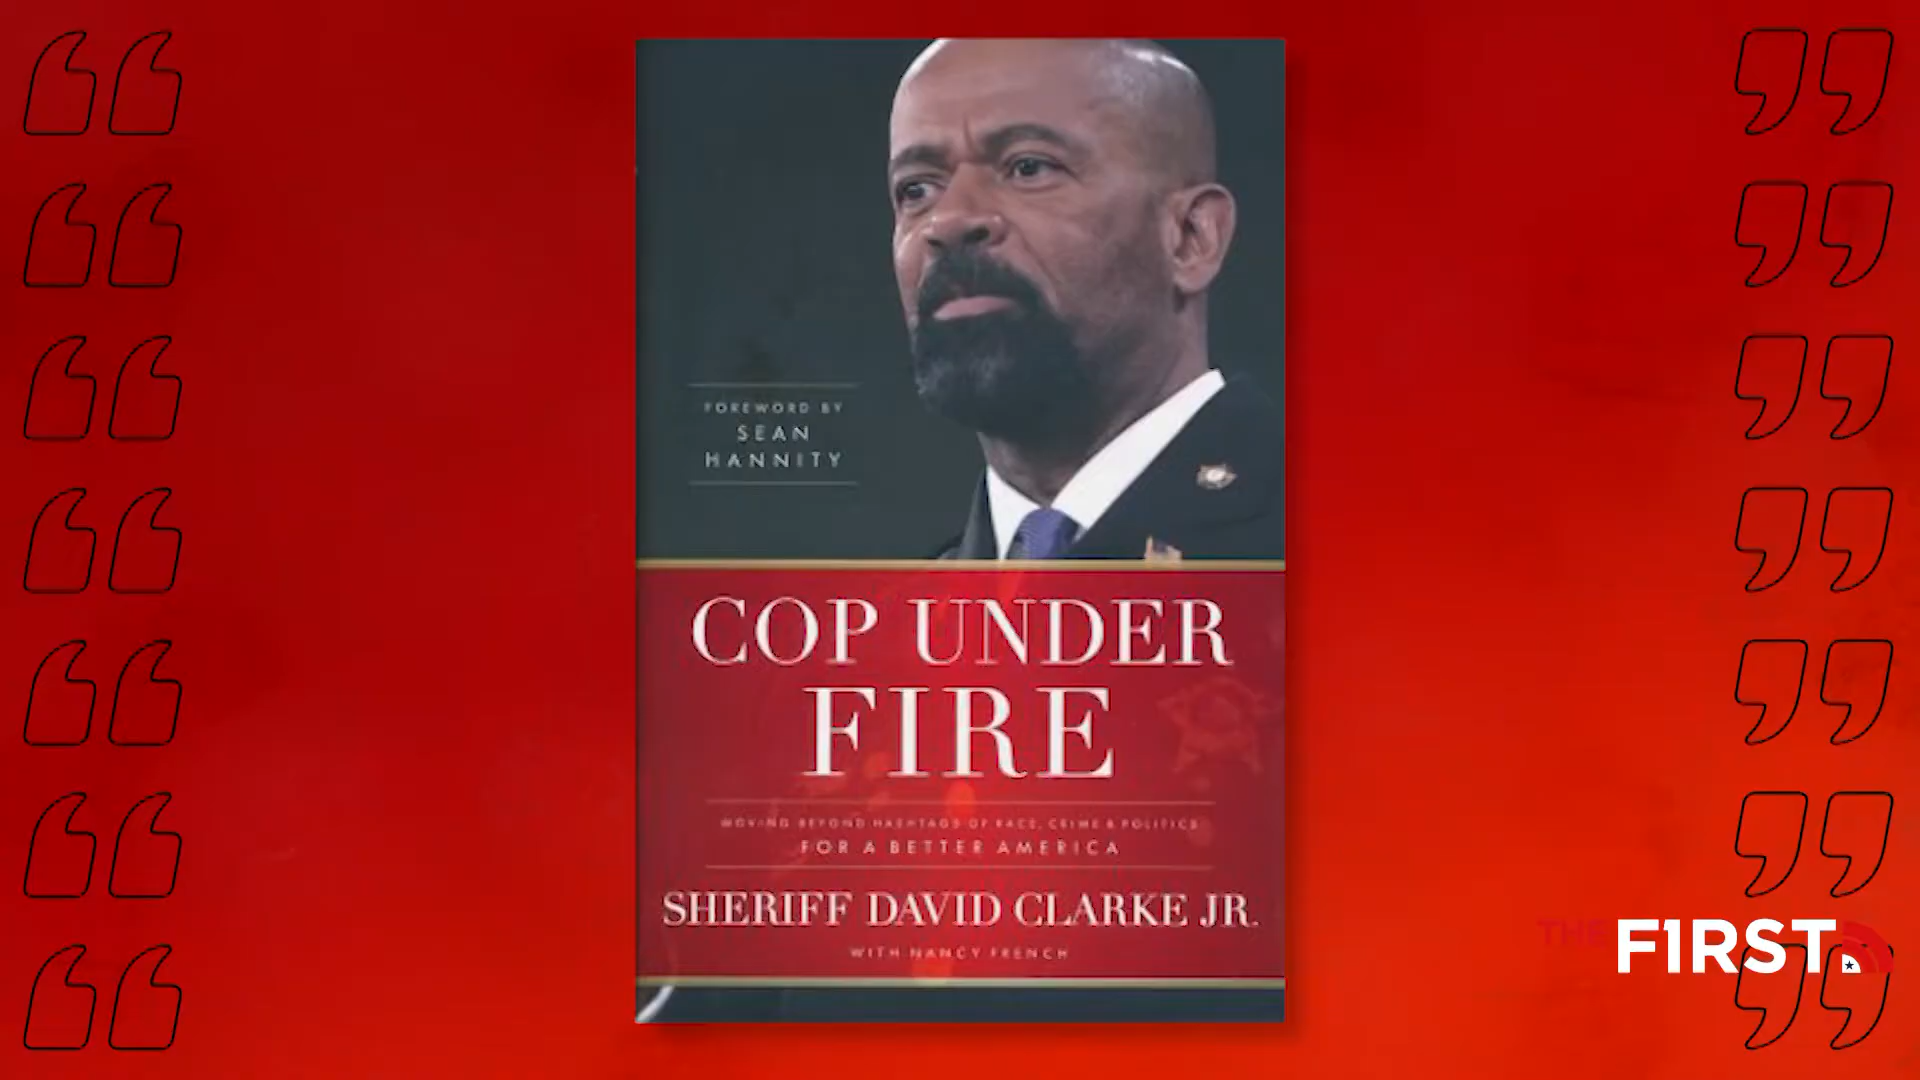 FOREWORD BY
SEAN
HANNITY
COP UNDER
FIRE
MOVING BEYOND HASHTAGS OF RACE, CRIME & POLITICS
FOR A BETTER AMERICA
SHERIFF DAVID CLARKE JR.
WITH NANCY FRENCH
THE FIRST